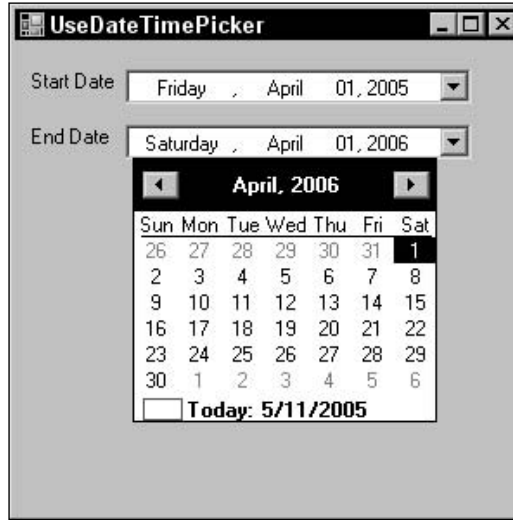 UseDateTimePicker
Start Date Friday , April 01, 2005
End Date Saturday , April 01, 2006
April, 2006
Sun Mon Tue Wed Thu Fri Sat
26 27 28 29 30 31 1
2 3 4 5 6 7 8
9 10 11 12 13 14 15
16 17 18 19 20 21 22
23 24 25 26 27 28 29
30 1 2 3 4 5 6
Today: 5/11/2005